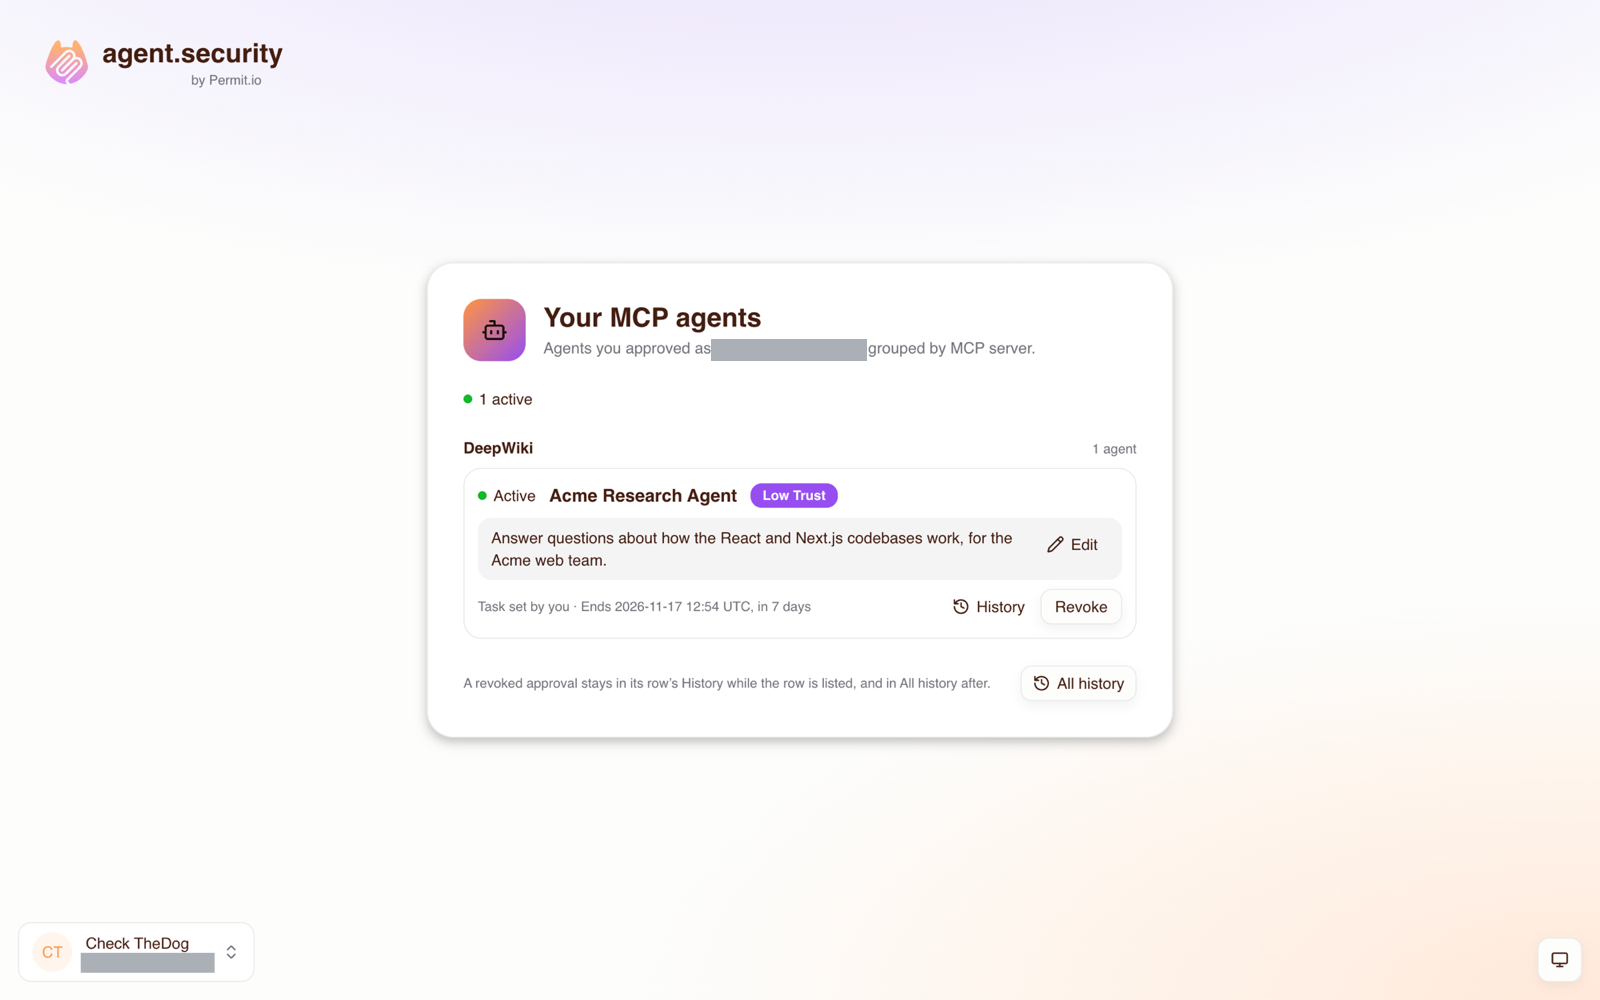 agent.security
by Permit.io
Your MCP agents
Agents you approved as grouped by MCP server.
1 active
DeepWiki
1 agent
Active Acme Research Agent Low Trust
Answer questions about how the React and Next.js codebases work, for the
Acme web team.
Edit
Task set by you · Ends 2026-11-17 12:54 UTC, in 7 days
History
Revoke
A revoked approval stays in its row's History while the row is listed, and in All history after.
All history
CT
Check TheDog